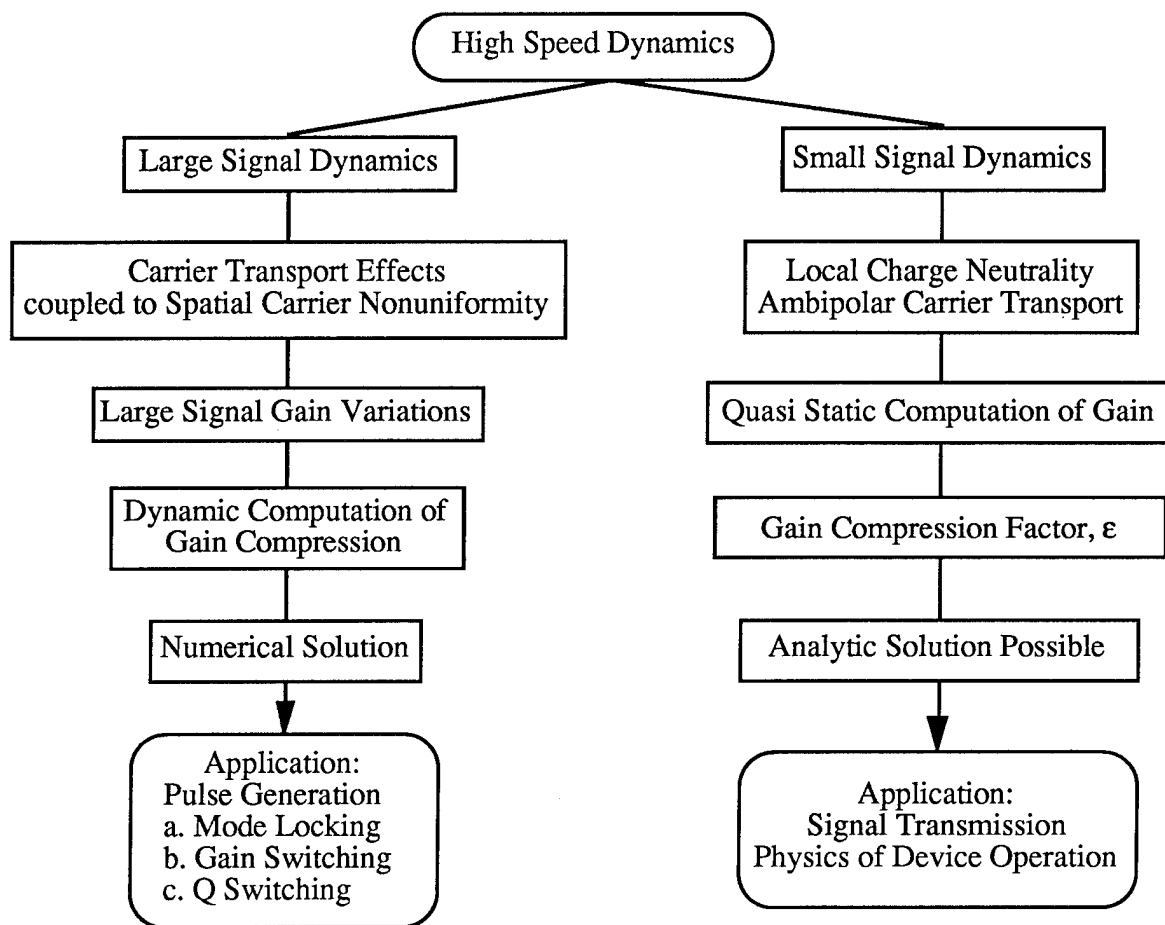 High Speed Dynamics
Large Signal Dynamics
Carrier Transport Effects
coupled to Spatial Carrier Nonuniformity
Large Signal Gain Variations
Dynamic Computation of
Gain Compression
Numerical Solution
Application:
Pulse Generation
a. Mode Locking
b. Gain Switching
c. Q Switching
Small Signal Dynamics
Local Charge Neutrality
Ambipolar Carrier Transport
Quasi Static Computation of Gain
Gain Compression Factor, ε
Analytic Solution Possible
Application:
Signal Transmission
Physics of Device Operation